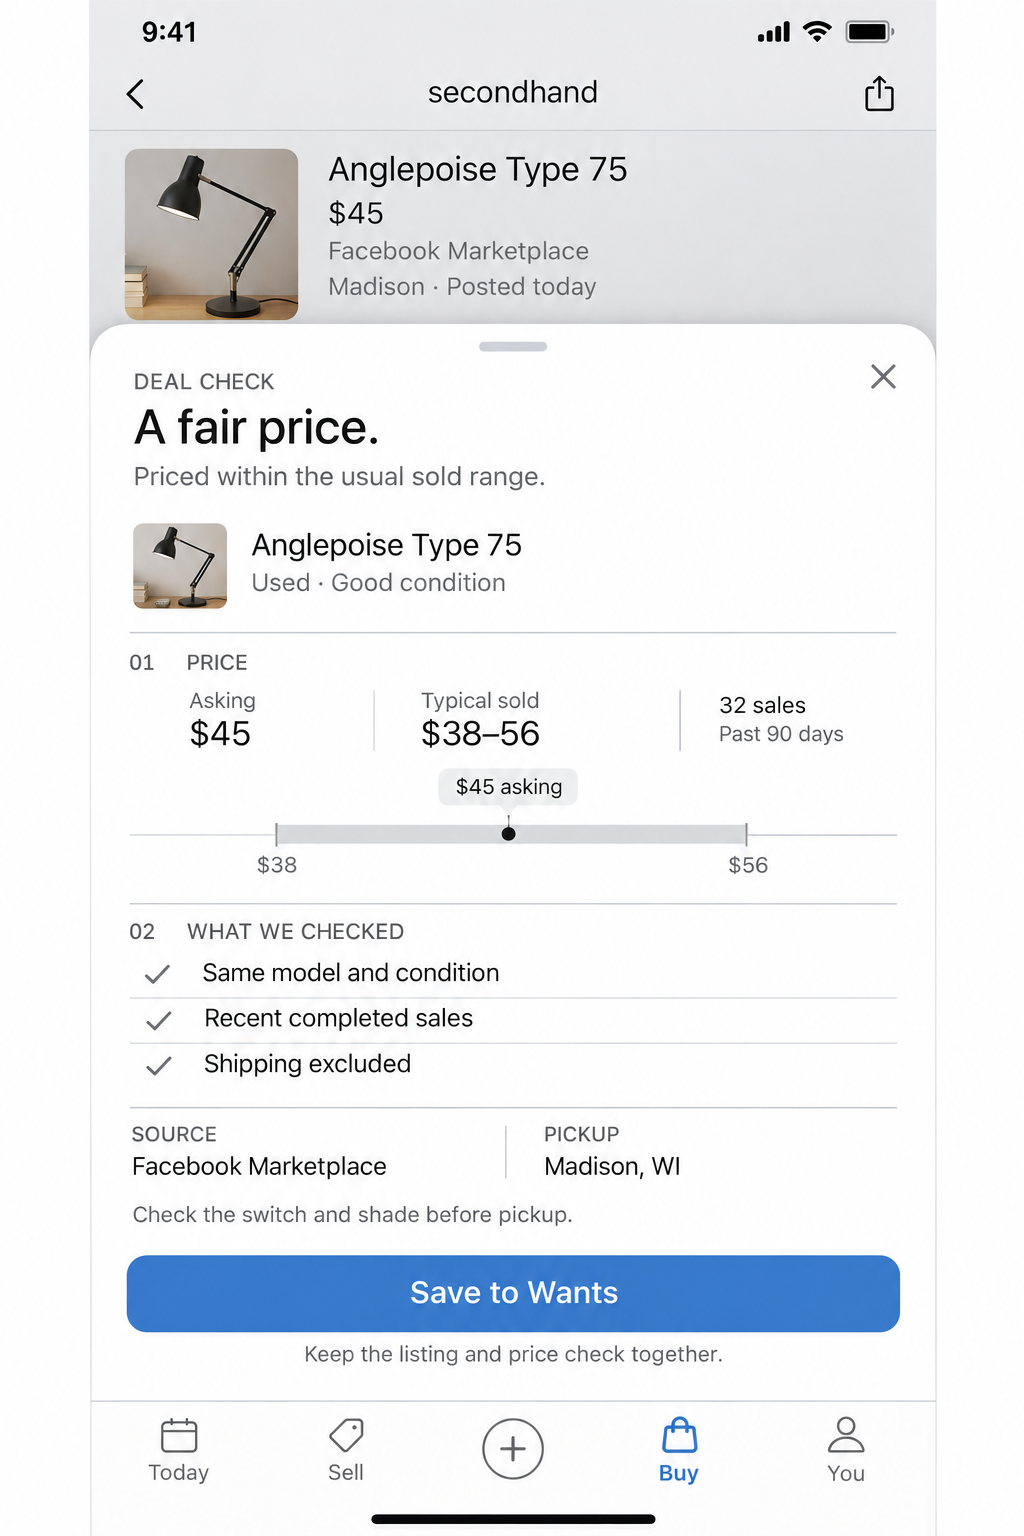 9:41
secondhand
Anglepoise Type 75
$45
Facebook Marketplace
Madison · Posted today
DEAL CHECK
A fair price.
Priced within the usual sold range.
Anglepoise Type 75
Used · Good condition
01 PRICE
Asking
$45
Typical sold
$38–56
32 sales
Past 90 days
$45 asking
$38
$56
02 WHAT WE CHECKED
Same model and condition
Recent completed sales
Shipping excluded
SOURCE
Facebook Marketplace
PICKUP
Madison, WI
Check the switch and shade before pickup.
Save to Wants
Keep the listing and price check together.
Today
Sell
Buy
You